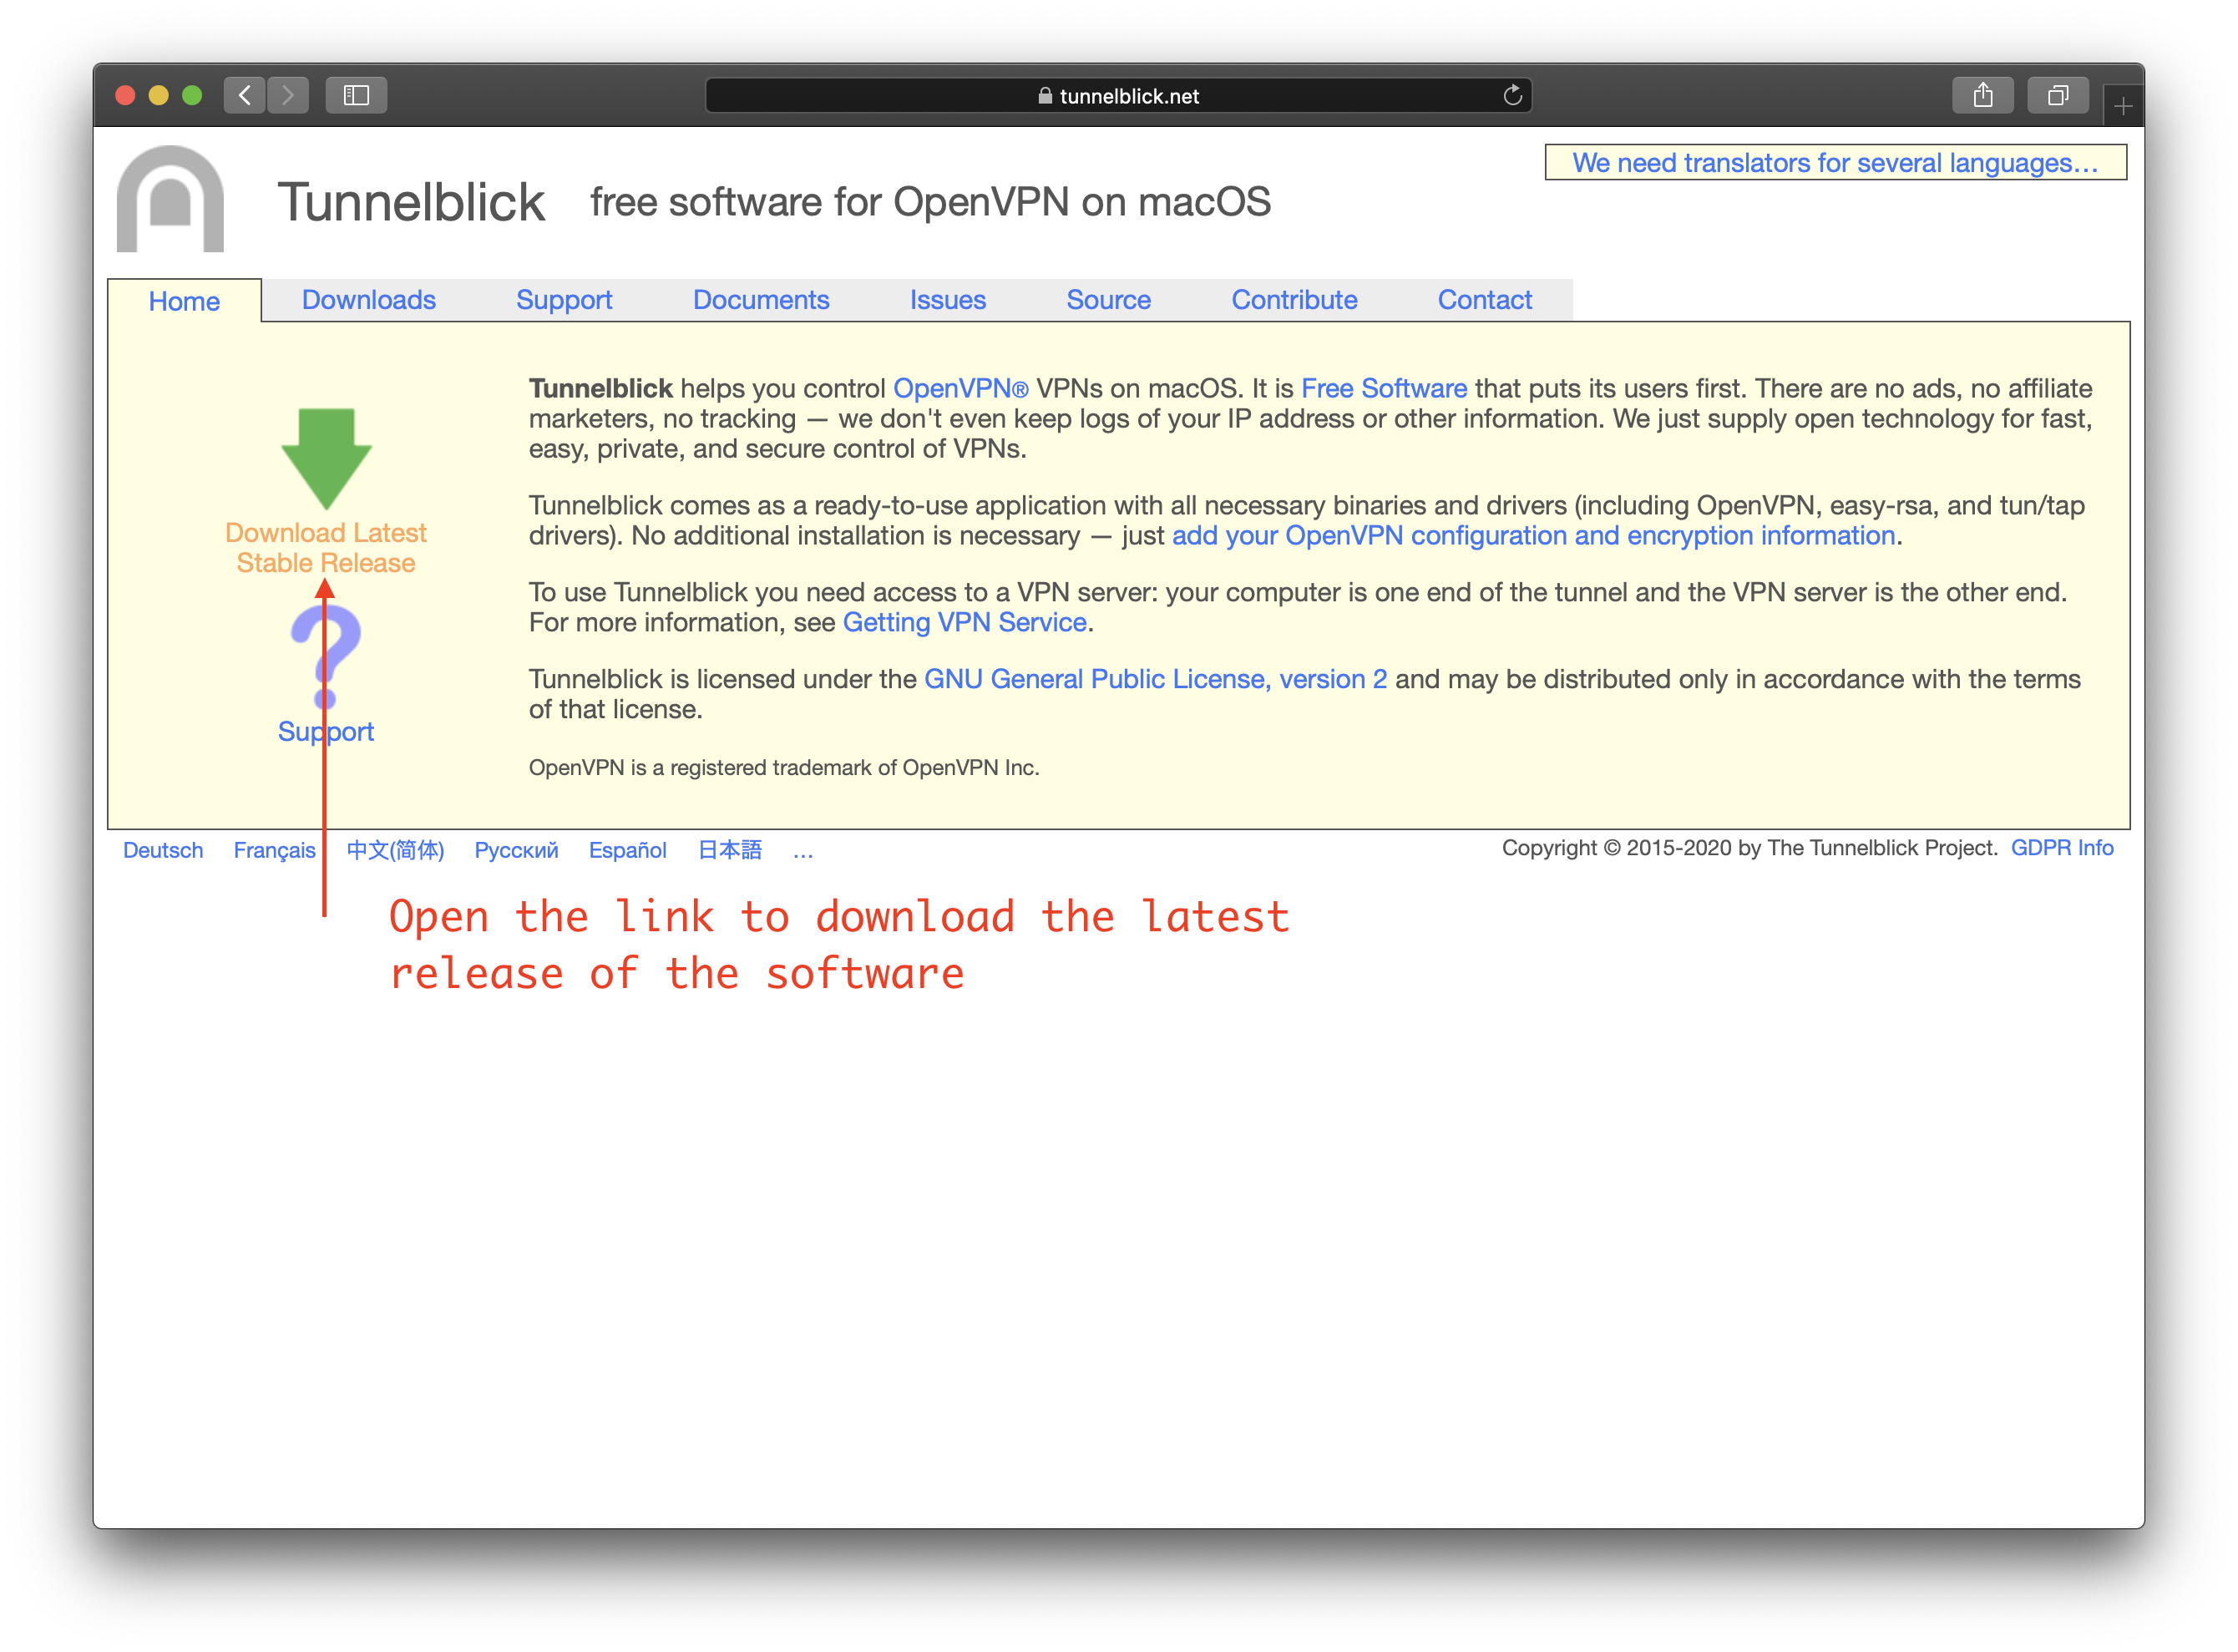 tunnelblick.net
We need translators for several languages...
Tunnelblick free software for OpenVPN on macOS
Home Downloads Support Documents Issues Source Contribute Contact
Download Latest
Stable Release
Support
Tunnelblick helps you control OpenVPN® VPNs on macOS. It is Free Software that puts its users first. There are no ads, no affiliate
marketers, no tracking — we don't even keep logs of your IP address or other information. We just supply open technology for fast,
easy, private, and secure control of VPNs.
Tunnelblick comes as a ready-to-use application with all necessary binaries and drivers (including OpenVPN, easy-rsa, and tun/tap
drivers). No additional installation is necessary — just add your OpenVPN configuration and encryption information.
To use Tunnelblick you need access to a VPN server: your computer is one end of the tunnel and the VPN server is the other end.
For more information, see Getting VPN Service.
Tunnelblick is licensed under the GNU General Public License, version 2 and may be distributed only in accordance with the terms
of that license.
OpenVPN is a registered trademark of OpenVPN Inc.
Deutsch Français 中文(简体) Русский Español 日本語 ...
Copyright © 2015-2020 by The Tunnelblick Project. GDPR Info
Open the link to download the latest
release of the software